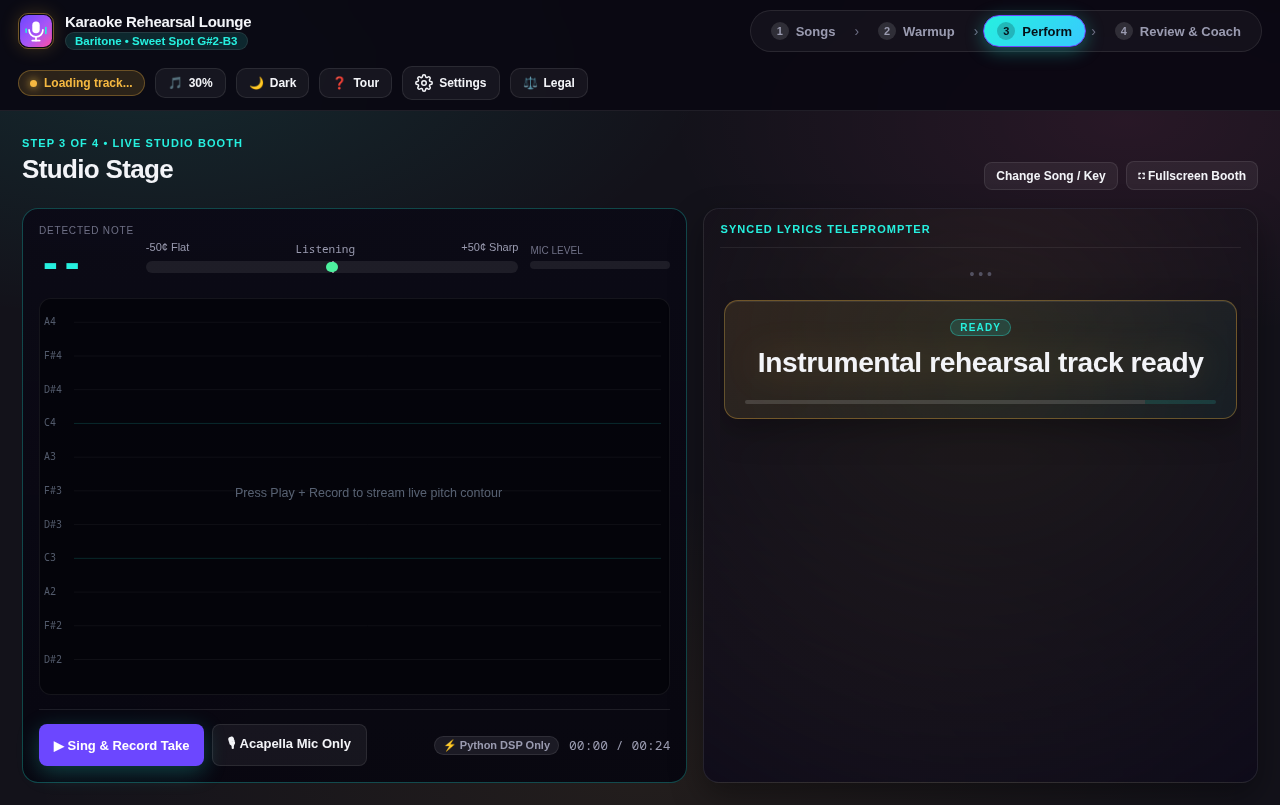 Karaoke Rehearsal Lounge
Baritone • Sweet Spot G#2-B3
1 Songs › 2 Warmup › 3 Perform › 4 Review & Coach
Loading track...
30%
Dark
Tour
Settings
Legal
STEP 3 OF 4 • LIVE STUDIO BOOTH
Studio Stage
Change Song / Key
Fullscreen Booth
DETECTED NOTE
-50¢ Flat
Listening
+50¢ Sharp
MIC LEVEL
--
A4
F#4
D#4
C4
A3
F#3
Press Play + Record to stream live pitch contour
D#3
C3
A2
F#2
D#2
▶ Sing & Record Take
Acapella Mic Only
⚡ Python DSP Only
00:00 / 00:24
SYNCED LYRICS TELEPROMPTER
•••
READY
Instrumental rehearsal track ready